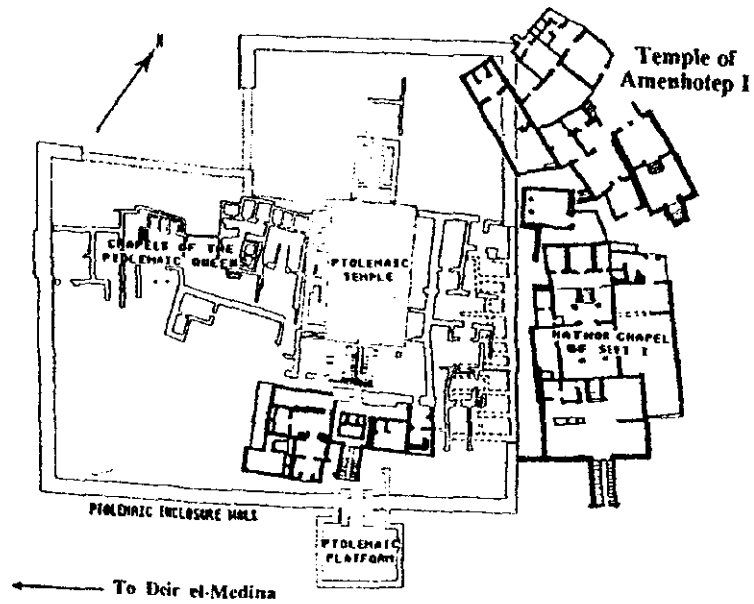 N
Temple of
Amenhotep I
CHAPELS OF THE
PTOLEMAIC QUEENS
PTOLEMAIC
TEMPLE
HATHOR CHAPEL
OF SETI I
PTOLEMAIC ENCLOSURE WALL
PTOLEMAIC
PLATFORM
To Deir el-Medina